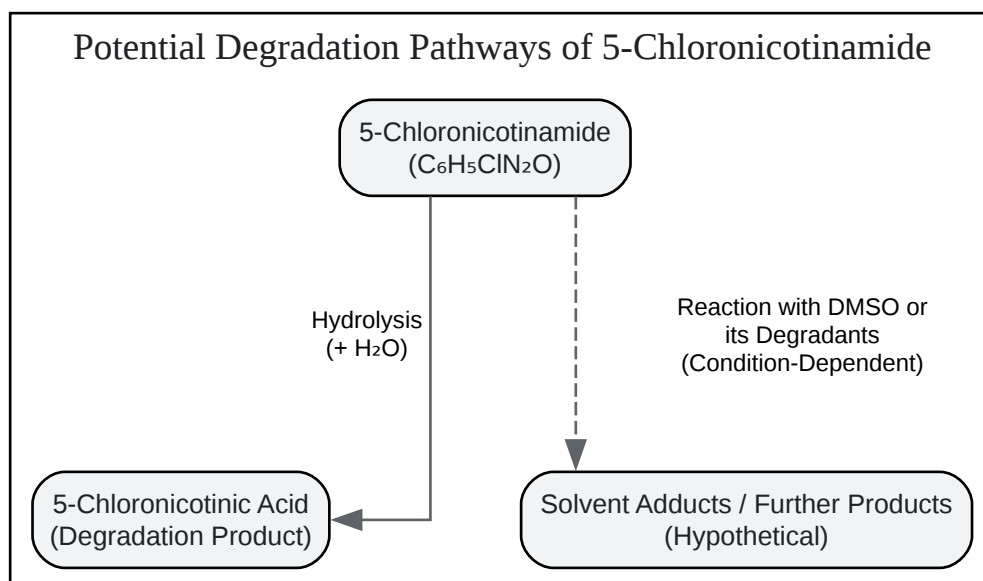 Potential Degradation Pathways of 5-Chloronicotinamide
5-Chloronicotinamide
(C₆H₅ClN₂O)
Hydrolysis
(+ H₂O)
Reaction with DMSO or
its Degradants
(Condition-Dependent)
5-Chloronicotinic Acid
(Degradation Product)
Solvent Adducts / Further Products
(Hypothetical)